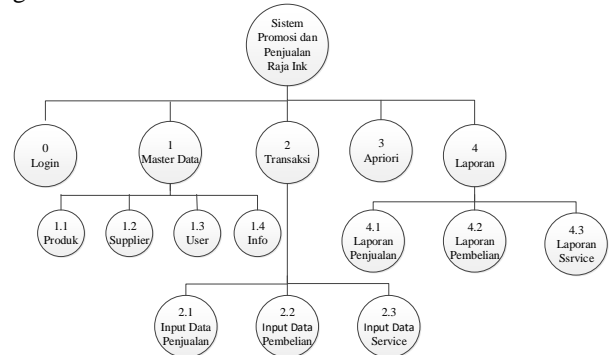 g
Sistem
Promosi dan
Penjualan
Raja Ink
0
Login
1
Master Data
2
Transaksi
3
Apriori
4
Laporan
1.1
Produk
1.2
Supplier
1.3
User
1.4
Info
4.1
Laporan
Penjualan
4.2
Laporan
Pembelian
4.3
Laporan
Ssrvice
2.1
Input Data
Penjualan
2.2
Input Data
Pembelian
2.3
Input Data
Service